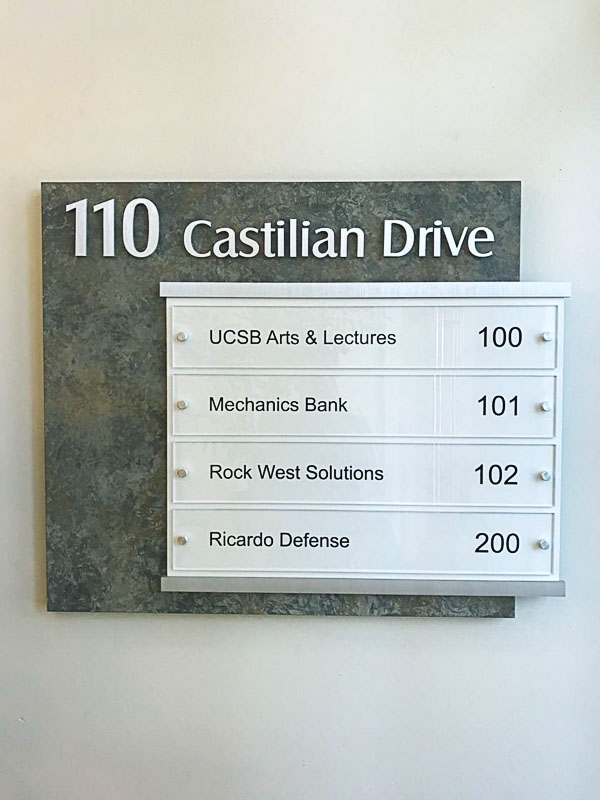 110 Castilian Drive
UCSB Arts & Lectures 100
Mechanics Bank 101
Rock West Solutions 102
Ricardo Defense 200